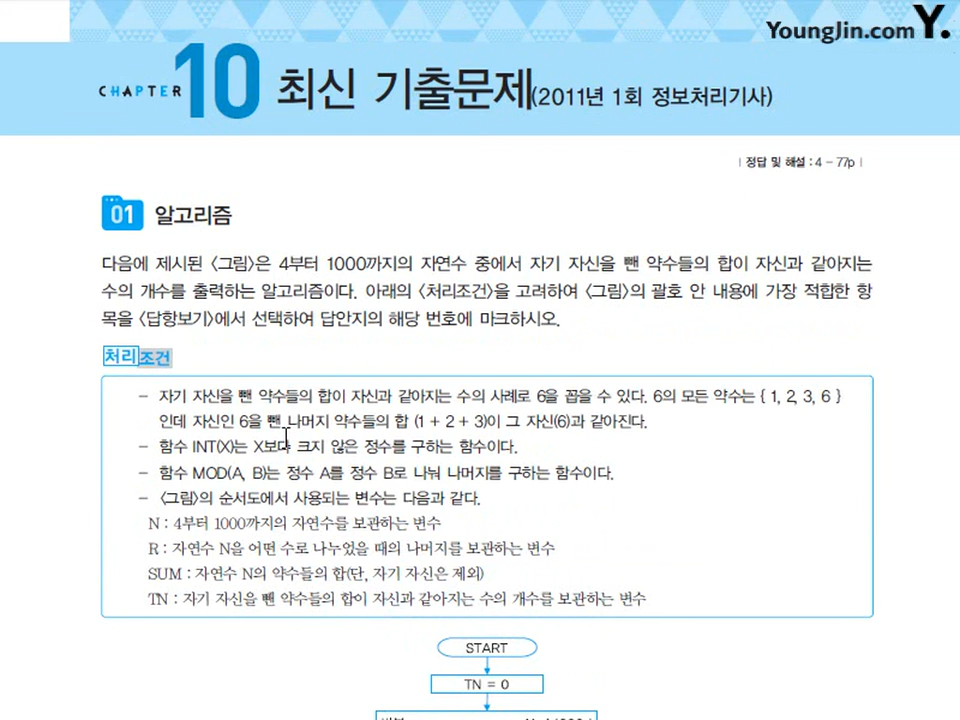 YoungJin.com Y.
CHAPTER 10 최신 기출문제(2011년 1회 정보처리기사)
| 정답 및 해설 : 4 - 77p |
01 알고리즘
다음에 제시된 〈그림〉은 4부터 1000까지의 자연수 중에서 자기 자신을 뺀 약수들의 합이 자신과 같아지는
수의 개수를 출력하는 알고리즘이다. 아래의 〈처리조건〉을 고려하여 〈그림〉의 괄호 안 내용에 가장 적합한 항
목을 〈답항보기〉에서 선택하여 답안지의 해당 번호에 마크하시오.
처리조건
- 자기 자신을 뺀 약수들의 합이 자신과 같아지는 수의 사례로 6을 꼽을 수 있다. 6의 모든 약수는 { 1, 2, 3, 6 }
인데 자신인 6을 뺀 나머지 약수들의 합 (1 + 2 + 3)이 그 자신(6)과 같아진다.
- 함수 INT(X)는 X보다 크지 않은 정수를 구하는 함수이다.
- 함수 MOD(A, B)는 정수 A를 정수 B로 나눠 나머지를 구하는 함수이다.
- 〈그림〉의 순서도에서 사용되는 변수는 다음과 같다.
N : 4부터 1000까지의 자연수를 보관하는 변수
R : 자연수 N을 어떤 수로 나누었을 때의 나머지를 보관하는 변수
SUM : 자연수 N의 약수들의 합(단, 자기 자신은 제외)
TN : 자기 자신을 뺀 약수들의 합이 자신과 같아지는 수의 개수를 보관하는 변수
START
TN = 0